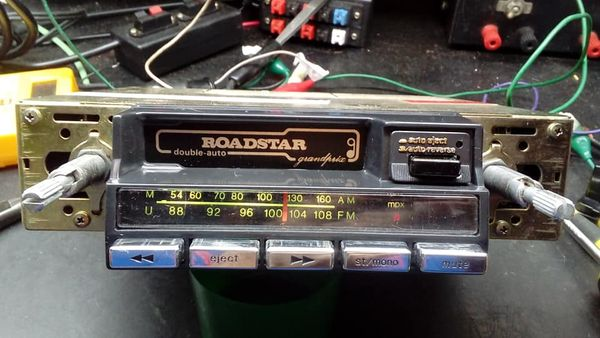 ROADSTAR
double-auto
grandprix
auto eject
auto-reverse
M 54 60 70 80 100 130 160 AM
U 88 92 96 100 104 108 FM
mpx
eject
st/mono
mute